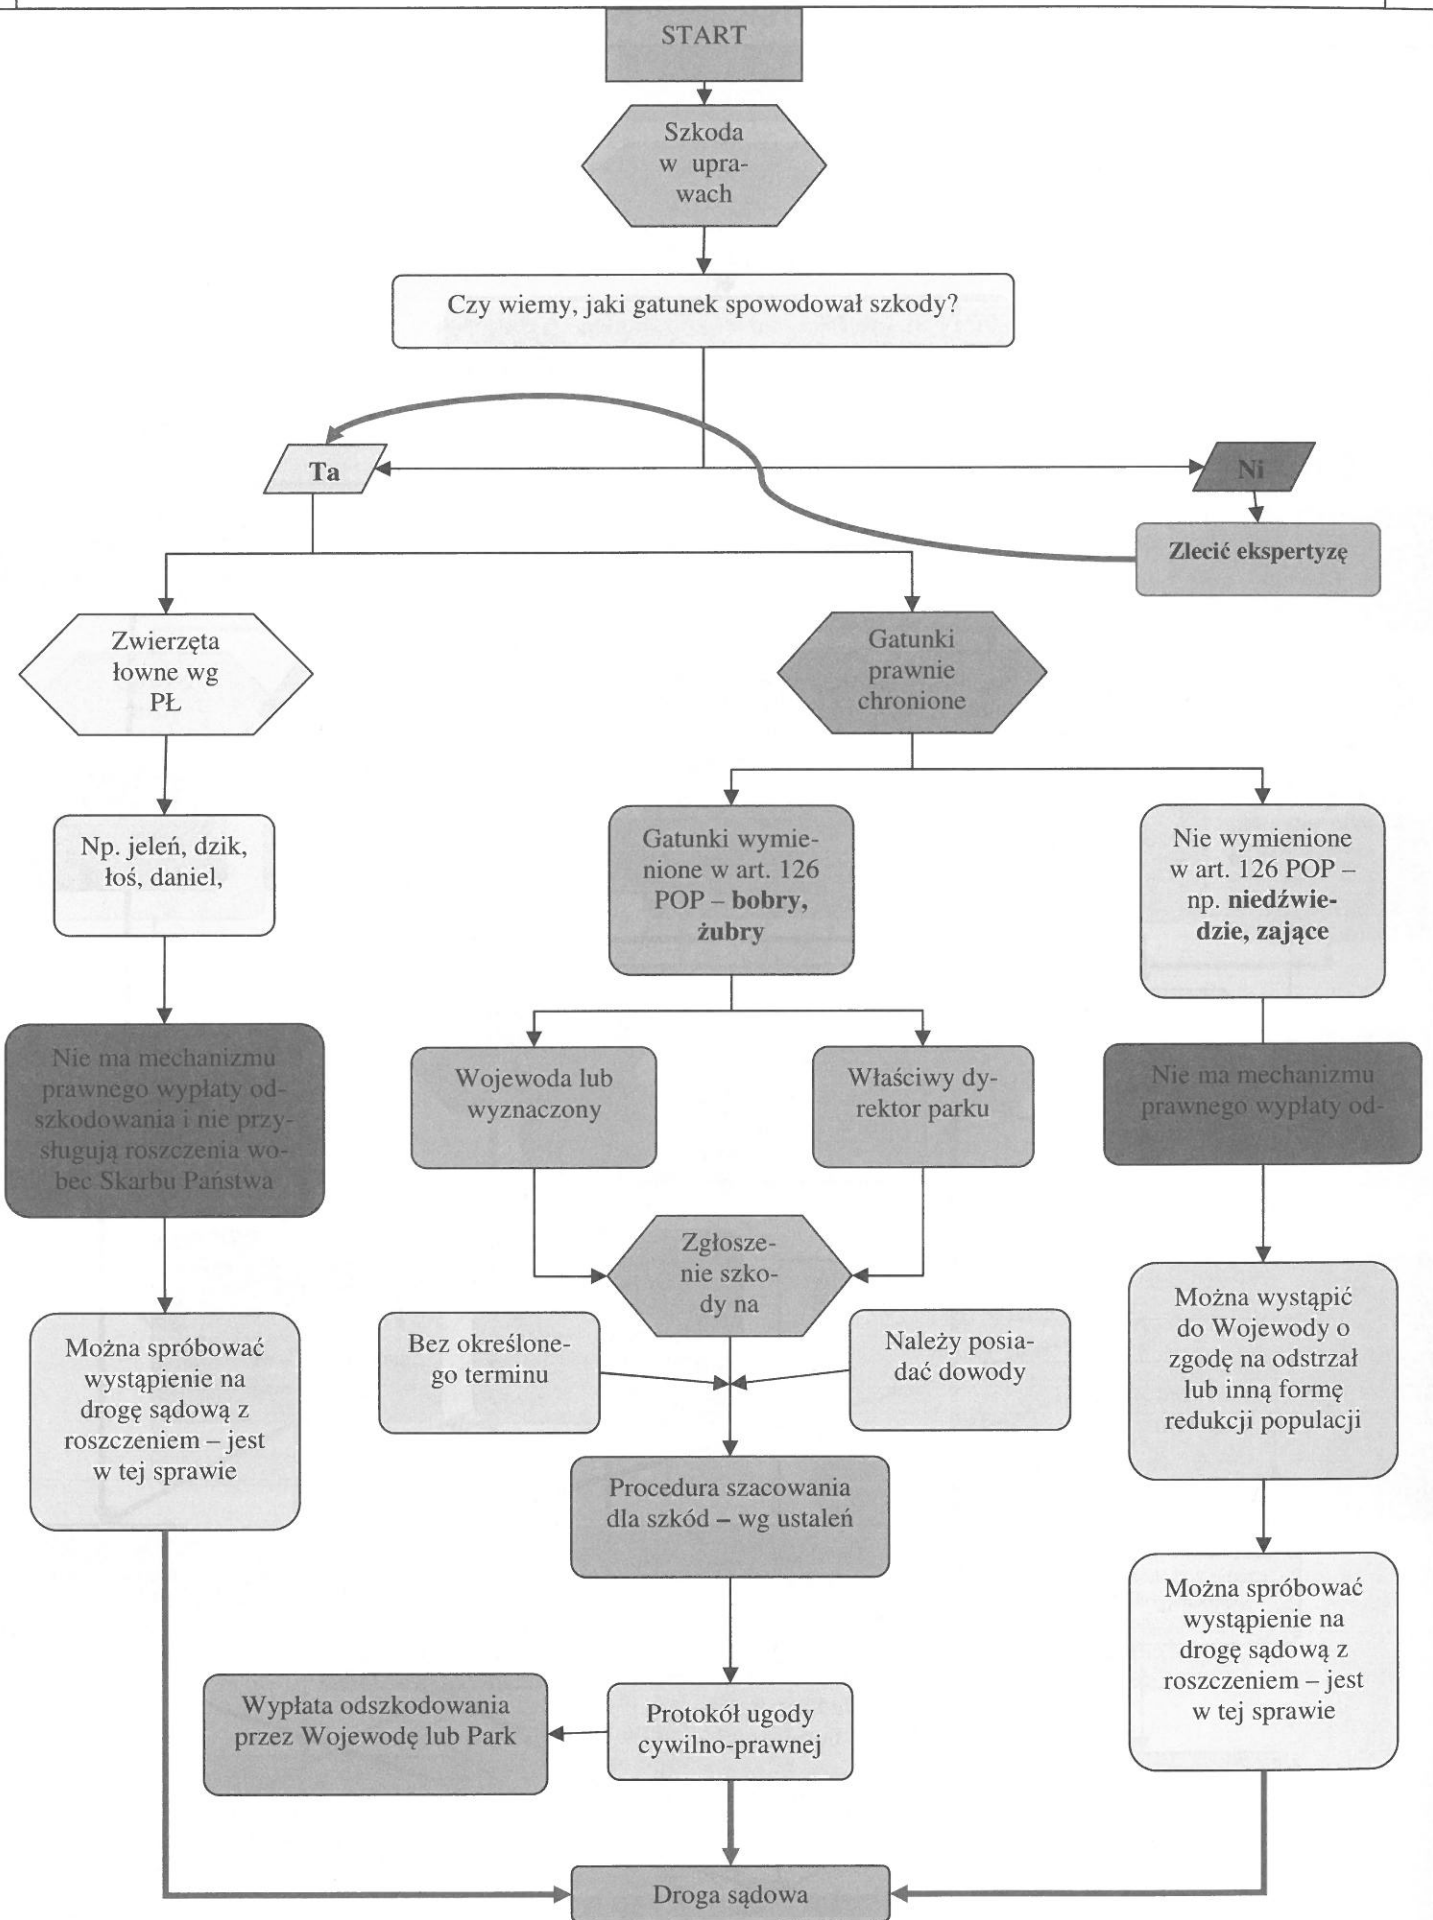 START
Szkoda
w upra-
wach
Czy wiemy, jaki gatunek spowodował szkody?
Ta
Ni
Zlecić ekspertyzę
Zwierzęta
łowne wg
PŁ
Gatunki
prawnie
chronione
Np. jeleń, dzik,
łoś, daniel,
Gatunki wymie-
nione w art. 126
POP – bobry,
żubry
Nie wymienione
w art. 126 POP –
np. niedźwie-
dzie, zające
Nie ma mechanizmu
prawnego wypłaty od-
szkodowania i nie przy-
sługują roszczenia wo-
bec Skarbu Państwa
Wojewoda lub
wyznaczony
Właściwy dy-
rektor parku
Nie ma mechanizmu
prawnego wypłaty od-
Zgłosze-
nie szko-
dy na
Bez określone-
go terminu
Należy posia-
dać dowody
Można wystąpić
do Wojewody o
zgodę na odstrzał
lub inną formę
redukcji populacji
Można spróbować
wystąpienie na
drogę sądową z
roszczeniem – jest
w tej sprawie
Procedura szacowania
dla szkód – wg ustaleń
Można spróbować
wystąpienie na
drogę sądową z
roszczeniem – jest
w tej sprawie
Wypłata odszkodowania
przez Wojewodę lub Park
Protokół ugody
cywilno-prawnej
Droga sądowa